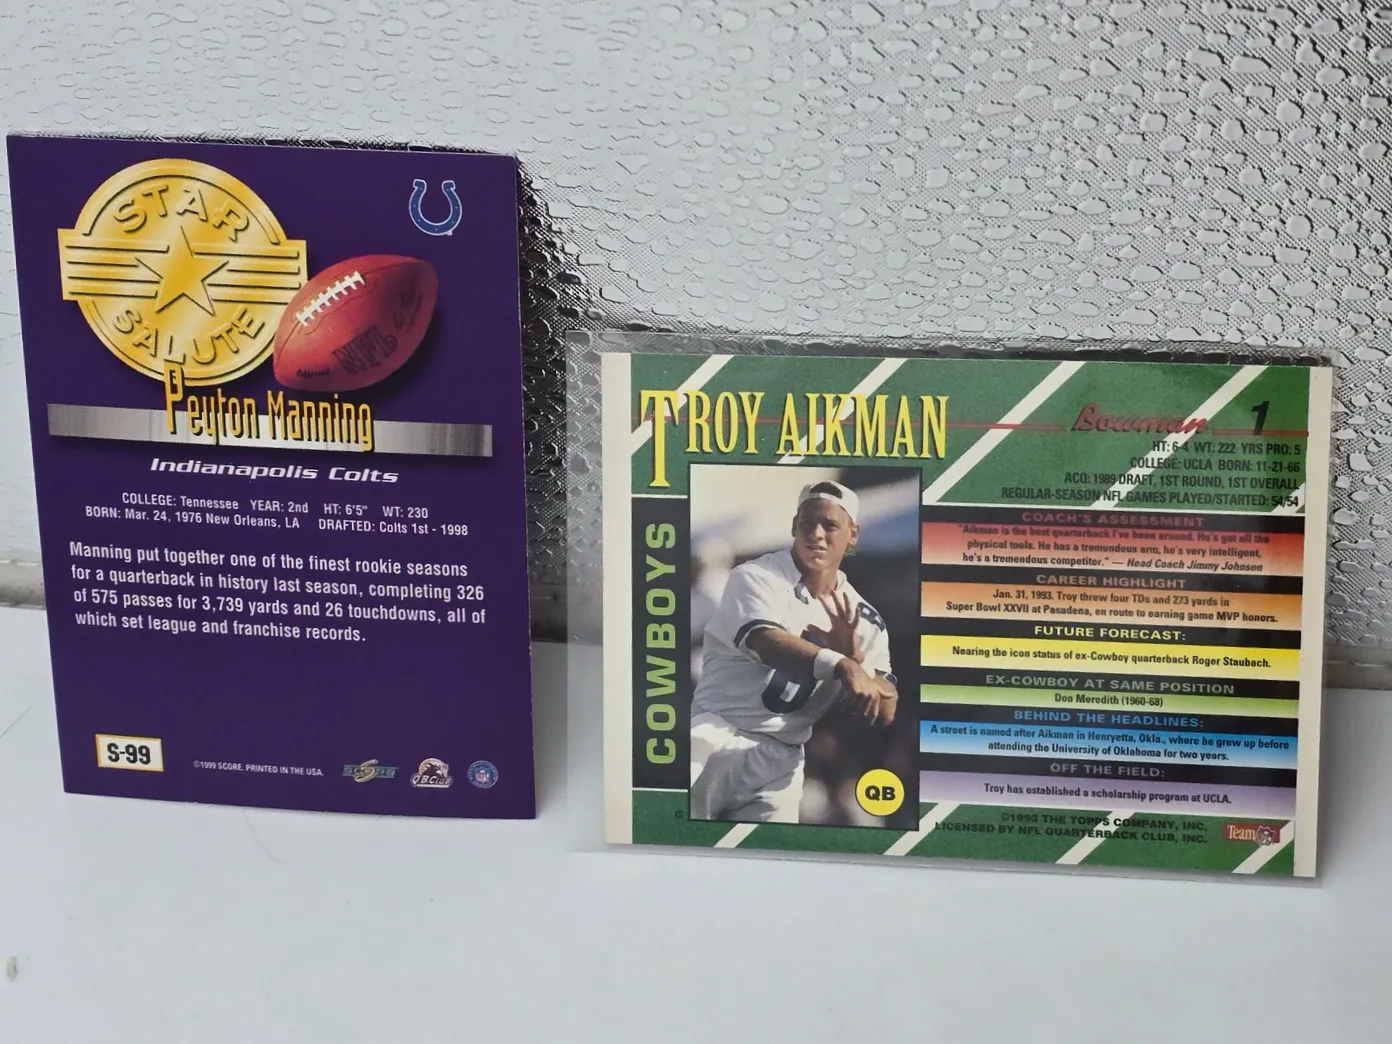 STAR
SALUTE
NFL
Peyton Manning
Indianapolis Colts
COLLEGE: Tennessee YEAR: 2nd HT: 6'5" WT: 230
BORN: Mar. 24, 1976 New Orleans, LA DRAFTED: Colts 1st - 1998
Manning put together one of the finest rookie seasons
for a quarterback in history last season, completing 326
of 575 passes for 3,739 yards and 26 touchdowns, all of
which set league and franchise records.
S-99
©1999 SCORE. PRINTED IN THE USA.
SCORE
QB CLUB
TROY AIKMAN
Bowman 1
HT: 6-4 WT: 222 YRS PRO: 5
COLLEGE: UCLA BORN: 11-21-66
ACQ: 1989 DRAFT, 1ST ROUND, 1ST OVERALL
REGULAR-SEASON NFL GAMES PLAYED/STARTED: 54/54
COWBOYS
8
QB
COACH'S ASSESSMENT
"Aikman is the best quarterback I've been around. He's got all the
physical tools. He has a tremendous arm, he's very intelligent,
he's a tremendous competitor." — Head Coach Jimmy Johnson
CAREER HIGHLIGHT
Jan. 31, 1993. Troy threw four TDs and 273 yards in
Super Bowl XXVII at Pasadena, en route to earning game MVP honors.
FUTURE FORECAST:
Nearing the icon status of ex-Cowboy quarterback Roger Staubach.
EX-COWBOY AT SAME POSITION
Don Meredith (1960-68)
BEHIND THE HEADLINES:
A street is named after Aikman in Henryetta, Okla., where he grew up before
attending the University of Oklahoma for two years.
OFF THE FIELD:
Troy has established a scholarship program at UCLA.
©1993 THE TOPPS COMPANY, INC.
LICENSED BY NFL QUARTERBACK CLUB, INC.
Team NFL